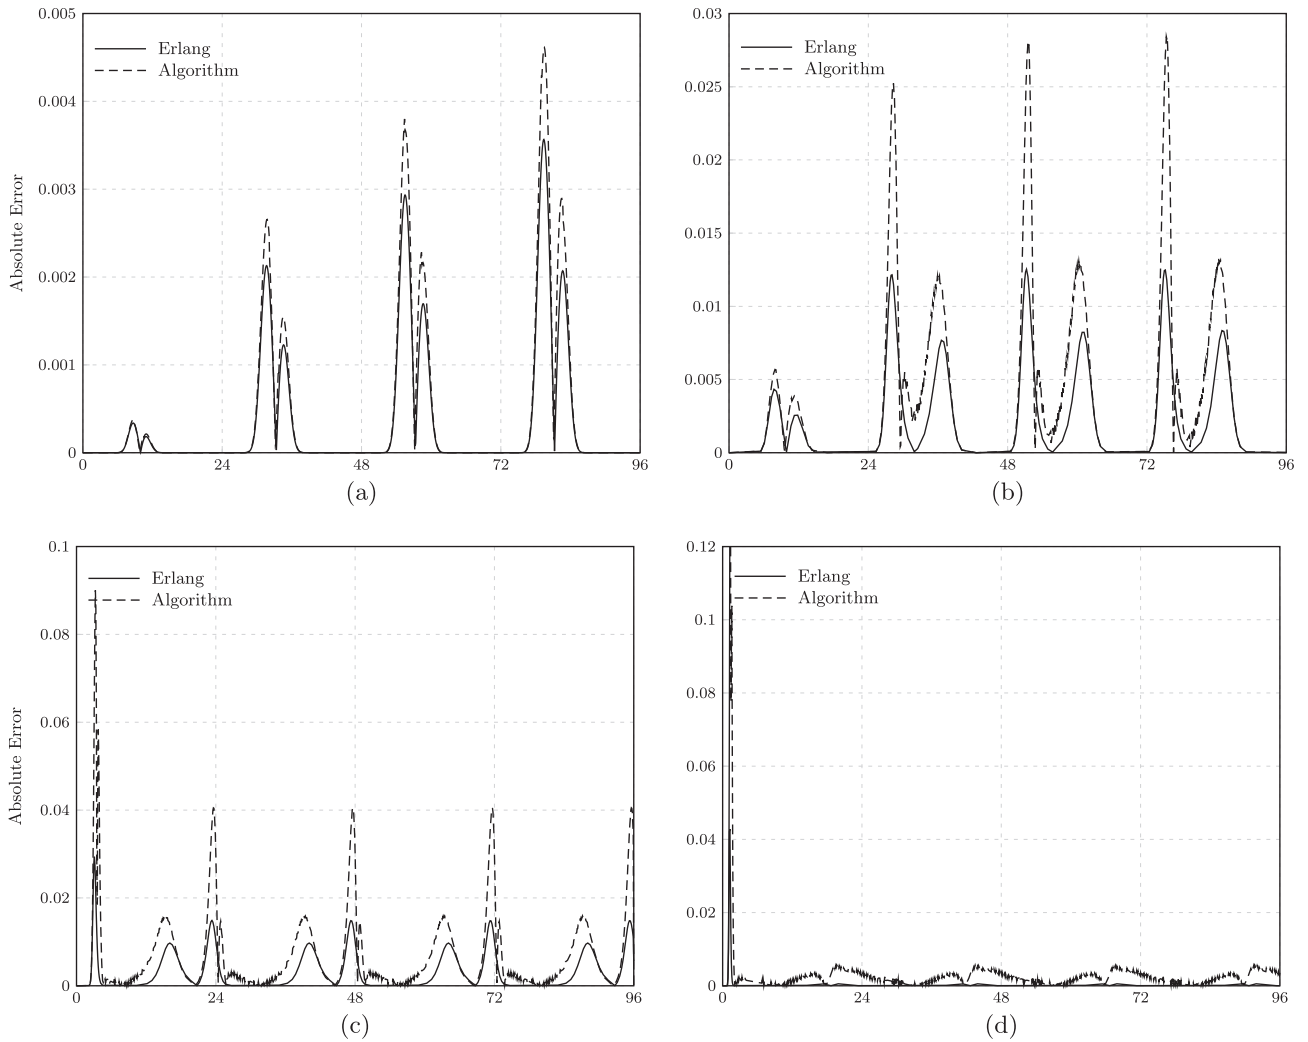 0.005
0.004
0.003
0.002
0.001
0
Absolute Error
Erlang
Algorithm
0 24 48 72 96
(a)
0.03
0.025
0.02
0.015
0.01
0.005
0
Erlang
Algorithm
0 24 48 72 96
(b)
0.1
0.08
0.06
0.04
0.02
0
Absolute Error
Erlang
Algorithm
0 24 48 72 96
(c)
0.12
0.1
0.08
0.06
0.04
0.02
0
Erlang
Algorithm
0 24 48 72 96
(d)